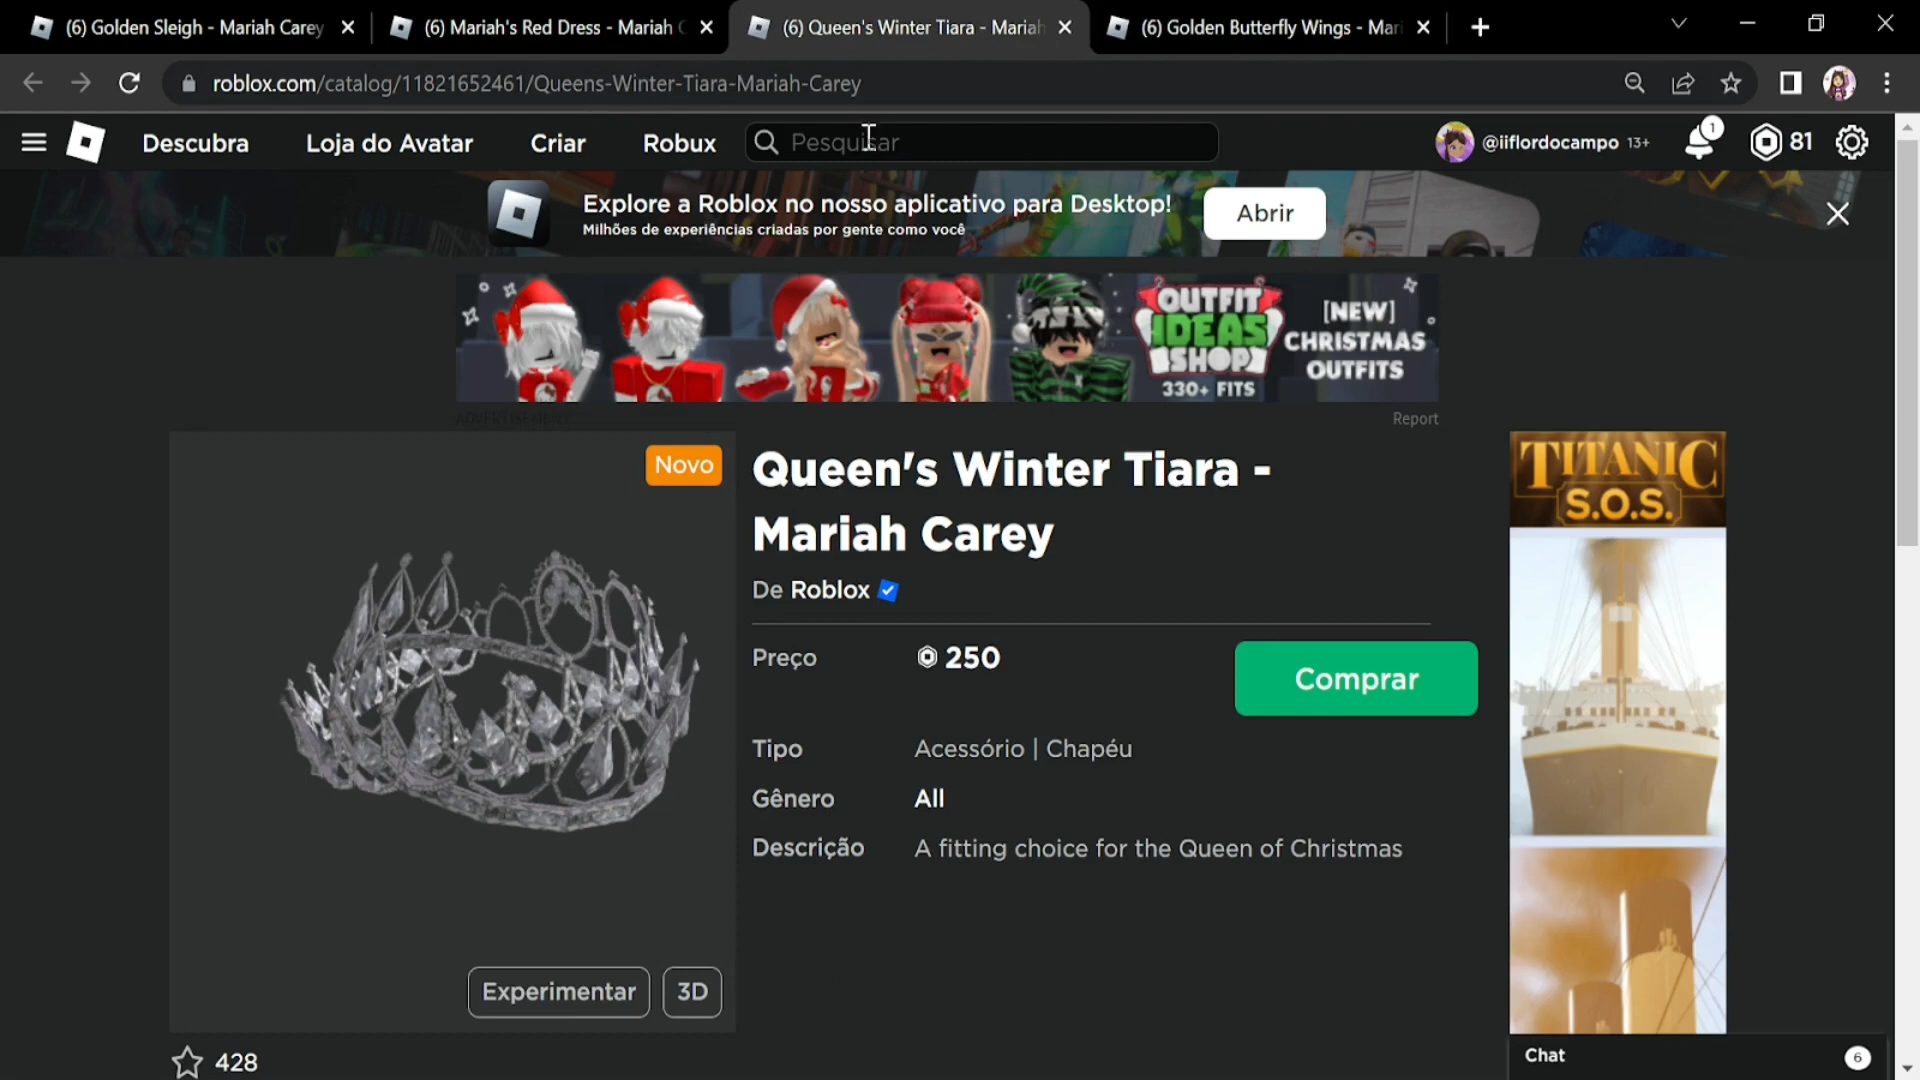 (6) Golden Sleigh - Mariah Carey
(6) Mariah's Red Dress - Mariah C
(6) Queen's Winter Tiara - Mariah
(6) Golden Butterfly Wings - Mari
roblox.com/catalog/11821652461/Queens-Winter-Tiara-Mariah-Carey
Descubra
Loja do Avatar
Criar
Robux
Pesquisar
@iiflordocampo 13+
1
81
Explore a Roblox no nosso aplicativo para Desktop!
Milhões de experiências criadas por gente como você
Abrir
OUTFIT
IDEAS
SHOP
330+ FITS
[NEW]
CHRISTMAS
OUTFITS
ADVERTISEMENT
Report
Novo
Queen's Winter Tiara -
Mariah Carey
De Roblox
Preço 250
Comprar
Tipo Acessório | Chapéu
Gênero All
Descrição A fitting choice for the Queen of Christmas
Experimentar
3D
428
TITANIC
S.O.S.
Chat
6